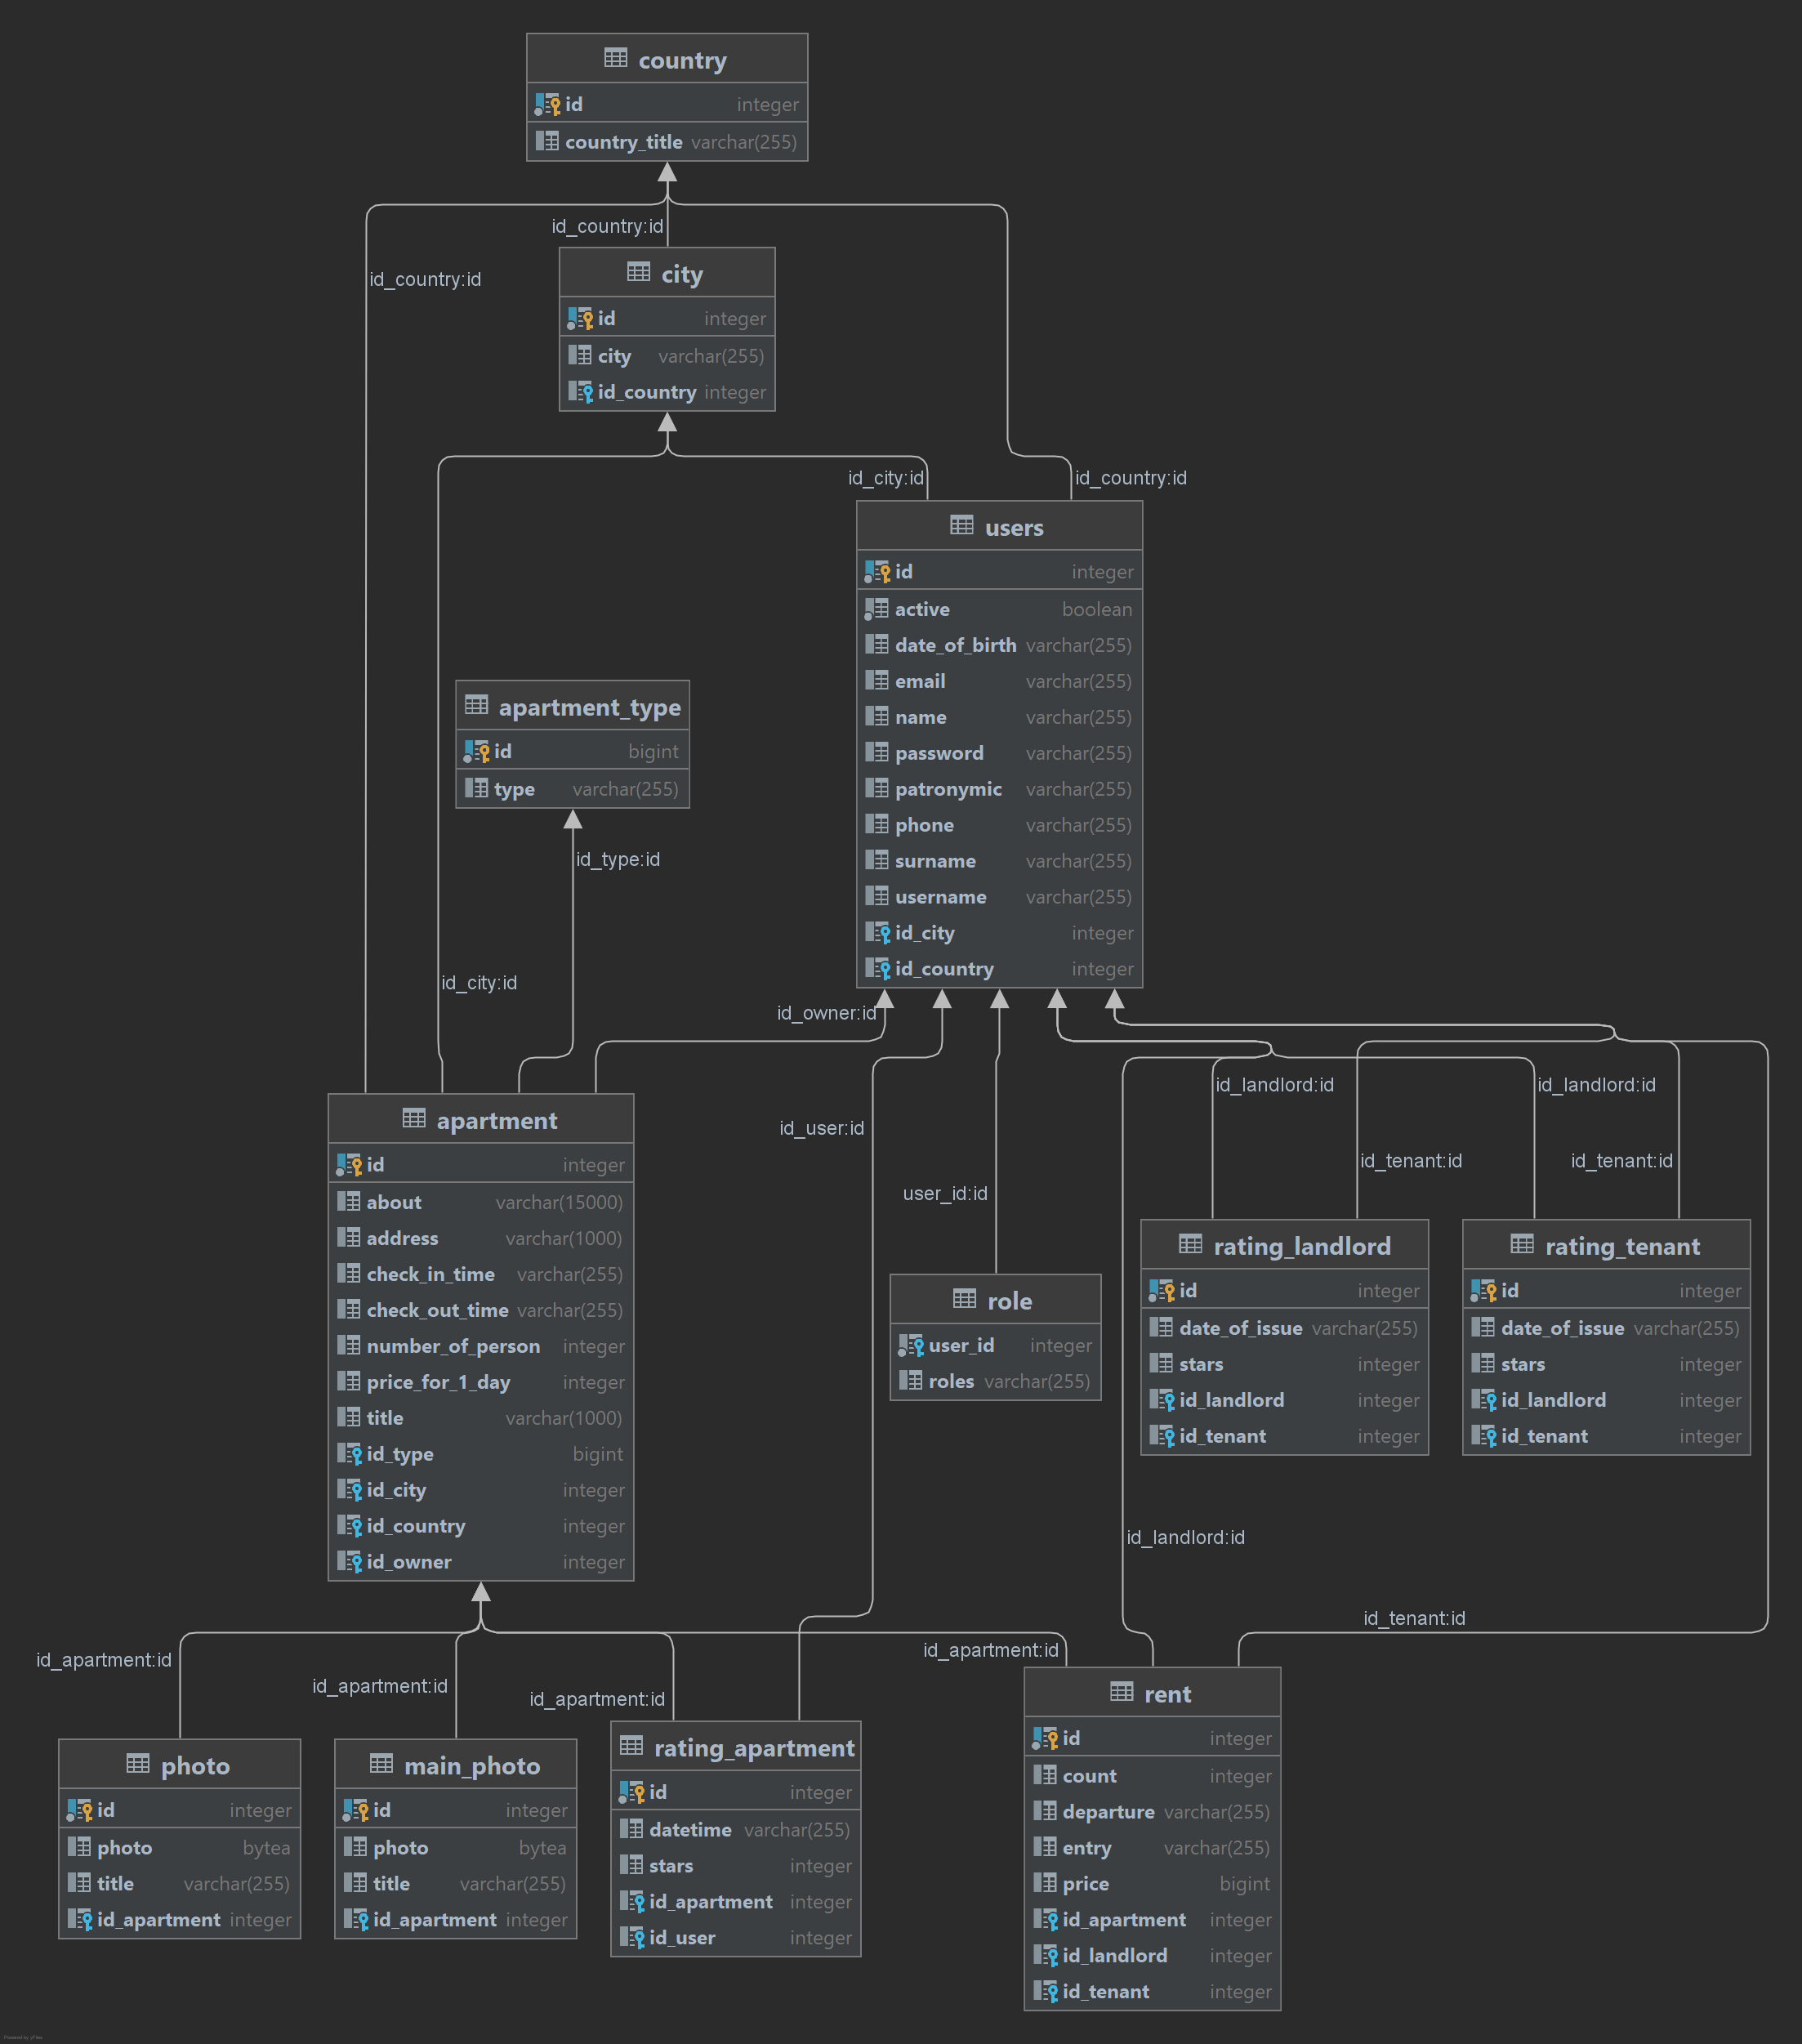 country
id integer
country_title varchar(255)
id_country:id
id_country:id
city
id integer
city varchar(255)
id_country integer
id_city:id
id_country:id
users
id integer
active boolean
date_of_birth varchar(255)
email varchar(255)
name varchar(255)
password varchar(255)
patronymic varchar(255)
phone varchar(255)
surname varchar(255)
username varchar(255)
id_city integer
id_country integer
apartment_type
id bigint
type varchar(255)
id_type:id
id_city:id
id_owner:id
id_user:id
user_id:id
id_landlord:id
id_landlord:id
id_tenant:id
id_tenant:id
apartment
id integer
about varchar(15000)
address varchar(1000)
check_in_time varchar(255)
check_out_time varchar(255)
number_of_person integer
price_for_1_day integer
title varchar(1000)
id_type bigint
id_city integer
id_country integer
id_owner integer
role
user_id integer
roles varchar(255)
rating_landlord
id integer
date_of_issue varchar(255)
stars integer
id_landlord integer
id_tenant integer
rating_tenant
id integer
date_of_issue varchar(255)
stars integer
id_landlord integer
id_tenant integer
id_landlord:id
id_tenant:id
id_apartment:id
id_apartment:id
id_apartment:id
id_apartment:id
photo
id integer
photo bytea
title varchar(255)
id_apartment integer
main_photo
id integer
photo bytea
title varchar(255)
id_apartment integer
rating_apartment
id integer
datetime varchar(255)
stars integer
id_apartment integer
id_user integer
rent
id integer
count integer
departure varchar(255)
entry varchar(255)
price bigint
id_apartment integer
id_landlord integer
id_tenant integer
Powered by yFiles